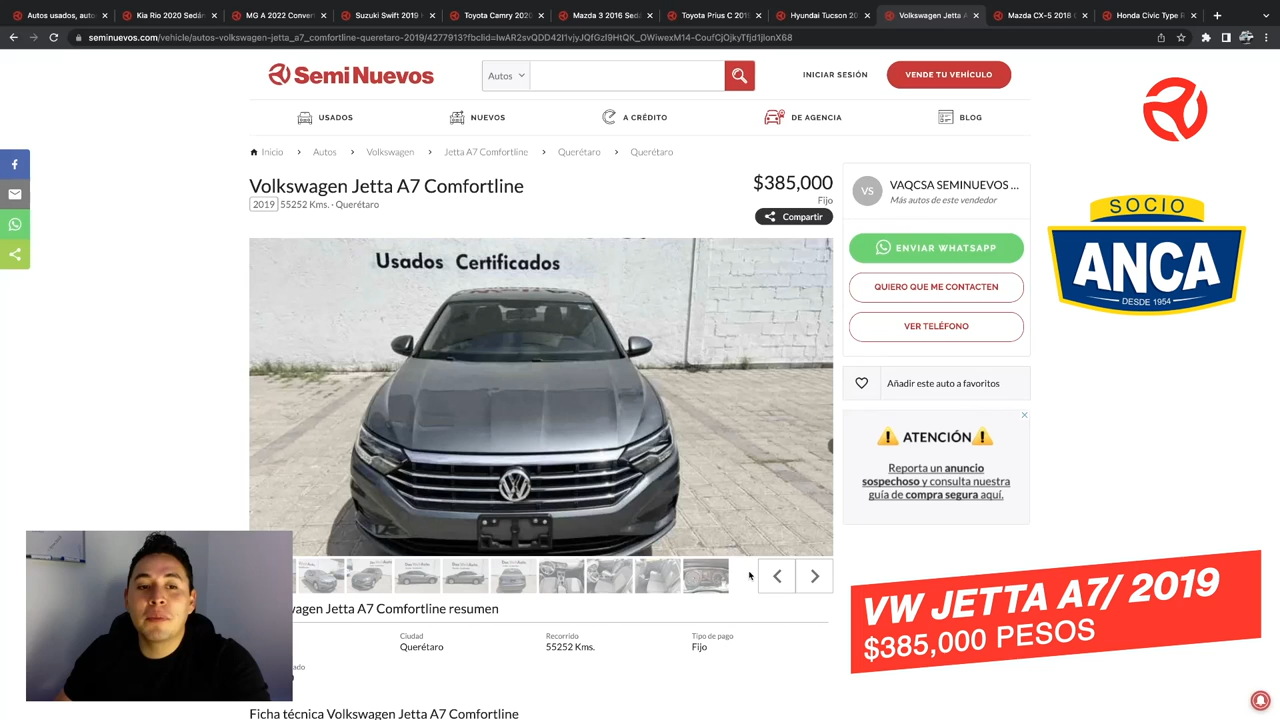 Autos usados, auto
Kia Rio 2020 Sedán
MG A 2022 Convert
Suzuki Swift 2019 H
Toyota Camry 2020
Mazda 3 2016 Seda
Toyota Prius C 2019
Hyundai Tucson 20
Volkswagen Jetta A
Mazda CX-5 2018
Honda Civic Type R
seminuevos.com/vehicle/autos-volkswagen-jetta_a7_comfortline-queretaro-2019/4277913?
Semi Nuevos
Autos
INICIAR SESIÓN
VENDE TU VEHÍCULO
USADOS
NUEVOS
A CRÉDITO
DE AGENCIA
BLOG
Inicio > Autos > Volkswagen > Jetta A7 Comfortline > Querétaro > Querétaro
Volkswagen Jetta A7 Comfortline
$385,000
2019 55252 Kms. · Querétaro
Fijo
Compartir
VS
VAQCSA SEMINUEVOS ...
Más autos de este vendedor
ENVIAR WHATSAPP
QUIERO QUE ME CONTACTEN
VER TELÉFONO
Añadir este auto a favoritos
ATENCIÓN
Reporta un anuncio
sospechoso y consulta nuestra
guía de compra segura aquí.
Usados Certificados
SOCIO
ANCA
DESDE 1954
wagen Jetta A7 Comfortline resumen
Ciudad
Querétaro
Recorrido
55252 Kms.
Tipo de pago
Fijo
Ficha técnica Volkswagen Jetta A7 Comfortline
VW JETTA A7/ 2019
$385,000 PESOS